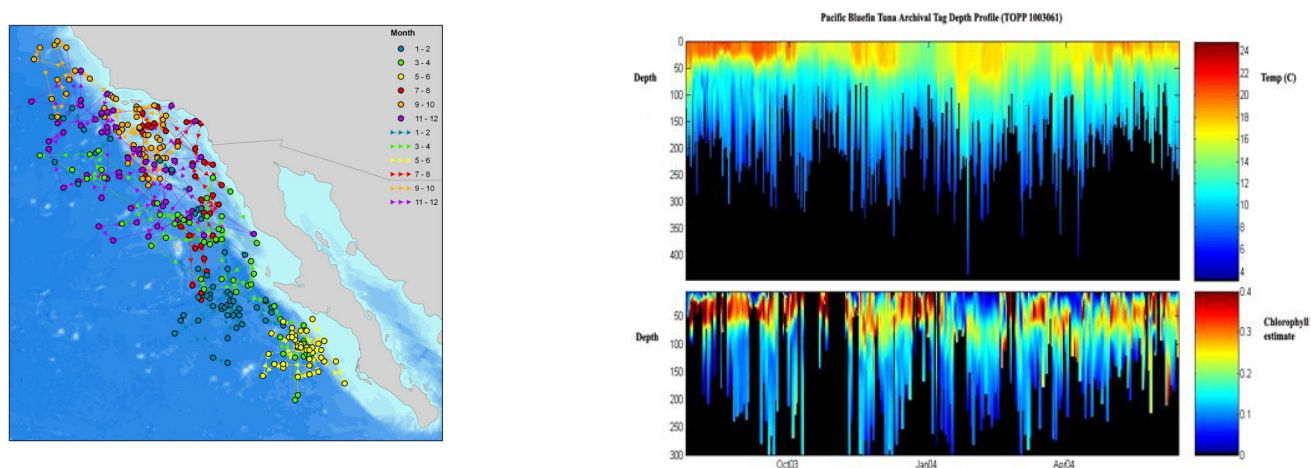 Month
1 - 2
3 - 4
5 - 6
7 - 8
9 - 10
11 - 12
1 - 2
3 - 4
5 - 6
7 - 8
9 - 10
11 - 12
Pacific Bluefin Tuna Archival Tag Depth Profile (TOPP 1003061)
Depth
0
50
100
150
200
250
300
350
400
24
22
20
18
16
14
12
10
8
6
4
Temp (C)
Depth
50
100
150
200
250
300
Oct03
Jan04
Apr04
0.4
0.3
0.2
0.1
0
Chlorophyll
estimate